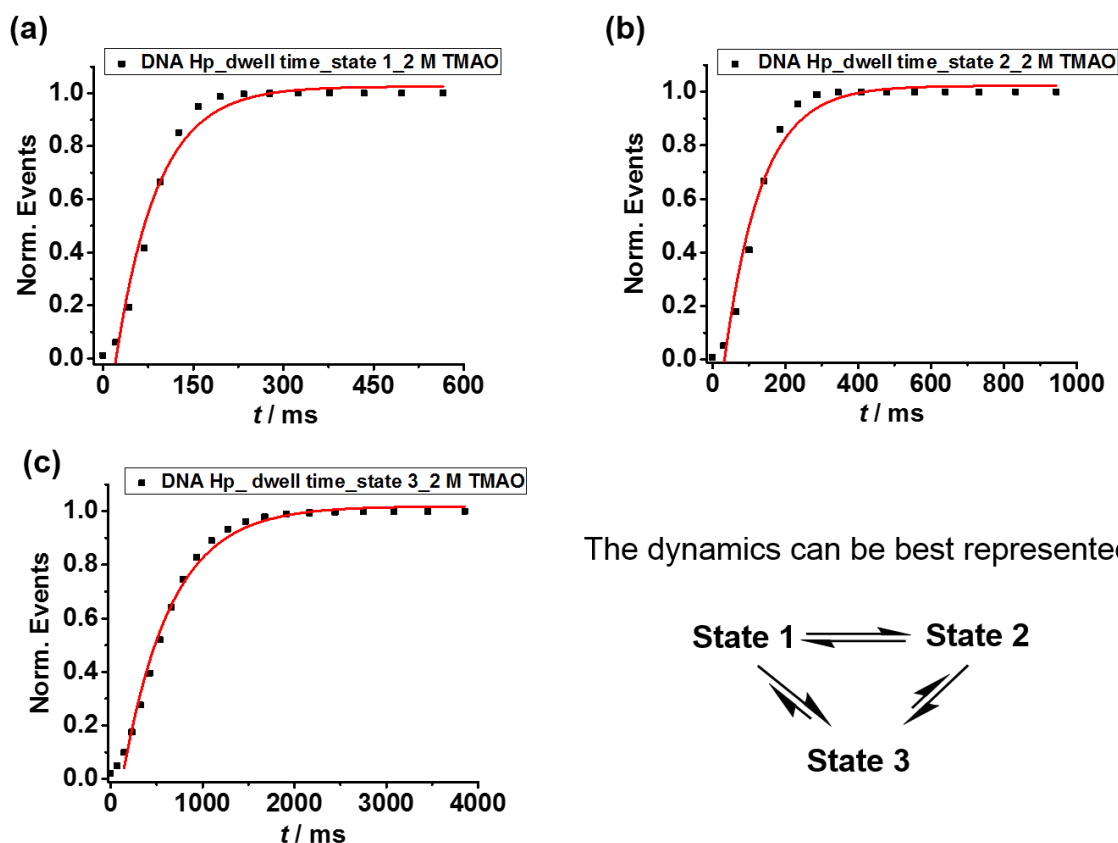 (a)
DNA Hp_dwell time_state 1_2 M TMAO
1.0
0.8
0.6
0.4
0.2
0.0
Norm. Events
0 150 300 450 600
t / ms
(b)
DNA Hp_dwell time_state 2_2 M TMAO
1.0
0.8
0.6
0.4
0.2
0.0
Norm. Events
0 200 400 600 800 1000
t / ms
(c)
DNA Hp_ dwell time_state 3_2 M TMAO
1.0
0.8
0.6
0.4
0.2
0.0
Norm. Events
0 1000 2000 3000 4000
t / ms
The dynamics can be best represented
State 1 State 2
State 3